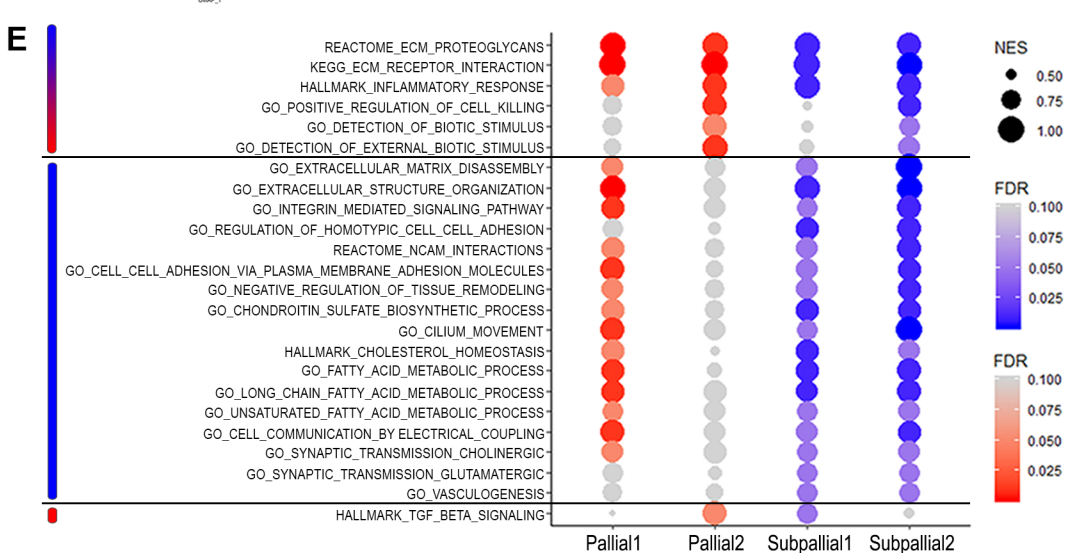 E
REACTOME_ECM_PROTEOGLYCANS
KEGG_ECM_RECEPTOR_INTERACTION
HALLMARK_INFLAMMATORY_RESPONSE
GO_POSITIVE_REGULATION_OF_CELL_KILLING
GO_DETECTION_OF_BIOTIC_STIMULUS
GO_DETECTION_OF_EXTERNAL_BIOTIC_STIMULUS
GO_EXTRACELLULAR_MATRIX_DISASSEMBLY
GO_EXTRACELLULAR_STRUCTURE_ORGANIZATION
GO_INTEGRIN_MEDIATED_SIGNALING_PATHWAY
GO_REGULATION_OF_HOMOTYPIC_CELL_CELL_ADHESION
REACTOME_NCAM_INTERACTIONS
GO_CELL_CELL_ADHESION_VIA_PLASMA_MEMBRANE_ADHESION_MOLECULES
GO_NEGATIVE_REGULATION_OF_TISSUE_REMODELING
GO_CHONDROITIN_SULFATE_BIOSYNTHETIC_PROCESS
GO_CILIUM_MOVEMENT
HALLMARK_CHOLESTEROL_HOMEOSTASIS
GO_FATTY_ACID_METABOLIC_PROCESS
GO_LONG_CHAIN_FATTY_ACID_METABOLIC_PROCESS
GO_UNSATURATED_FATTY_ACID_METABOLIC_PROCESS
GO_CELL_COMMUNICATION_BY ELECTRICAL_COUPLING
GO_SYNAPTIC_TRANSMISSION_CHOLINERGIC
GO_SYNAPTIC_TRANSMISSION_GLUTAMATERGIC
GO_VASCULOGENESIS
HALLMARK_TGF_BETA_SIGNALING
Pallial1 Pallial2 Subpallial1 Subpallial2
NES
0.50
0.75
1.00
FDR
0.100
0.075
0.050
0.025
FDR
0.100
0.075
0.050
0.025